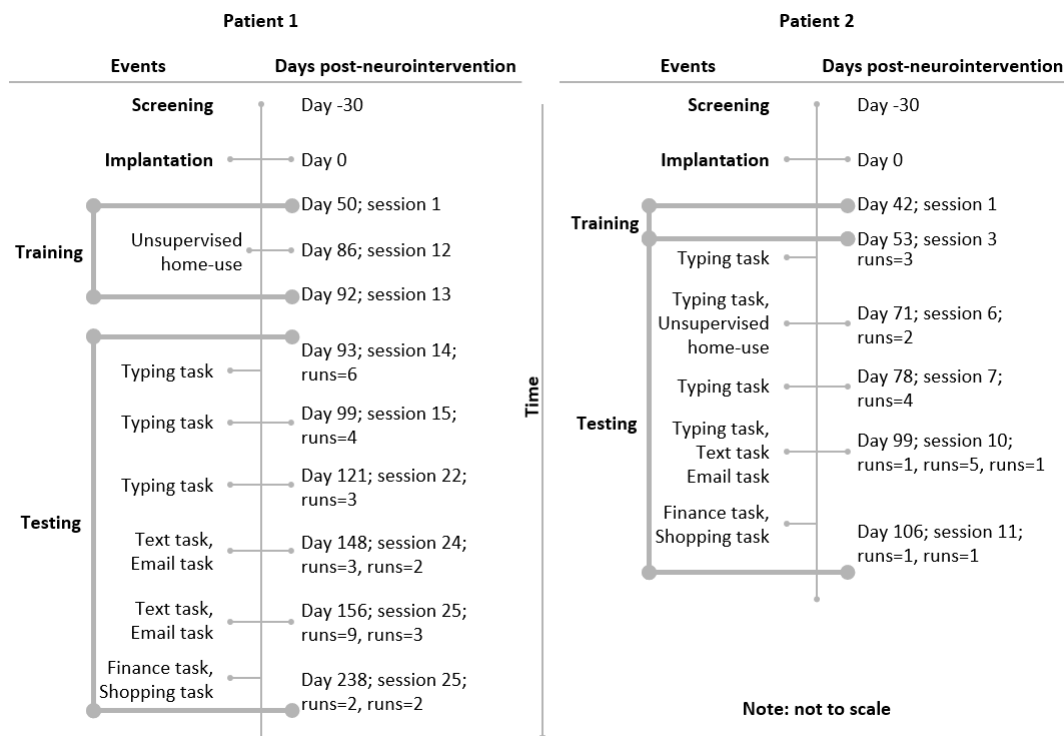 Patient 1
Events
Days post-neurointervention
Screening
Day -30
Implantation
Day 0
Training
Day 50; session 1
Unsupervised
home-use
Day 86; session 12
Day 92; session 13
Testing
Typing task
Day 93; session 14;
runs=6
Typing task
Day 99; session 15;
runs=4
Typing task
Day 121; session 22;
runs=3
Text task,
Email task
Day 148; session 24;
runs=3, runs=2
Text task,
Email task
Day 156; session 25;
runs=9, runs=3
Finance task,
Shopping task
Day 238; session 25;
runs=2, runs=2
Time
Patient 2
Events
Days post-neurointervention
Screening
Day -30
Implantation
Day 0
Training
Day 42; session 1
Testing
Typing task
Day 53; session 3
runs=3
Typing task,
Unsupervised
home-use
Day 71; session 6;
runs=2
Typing task
Day 78; session 7;
runs=4
Typing task,
Text task
Email task
Day 99; session 10;
runs=1, runs=5, runs=1
Finance task,
Shopping task
Day 106; session 11;
runs=1, runs=1
Note: not to scale